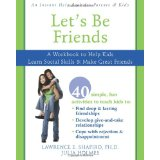 An Instant Help Book for Parents & Kids
Let's Be
Friends
A Workbook to Help Kids
Learn Social Skills & Make Great Friends
40
simple, fun
activities to teach kids to:
• Find deep & lasting
friendships
• Develop give-and-take
relationships
• Cope with rejection &
disappointment
LAWRENCE E. SHAPIRO, PH.D.
JULIA HOLMES